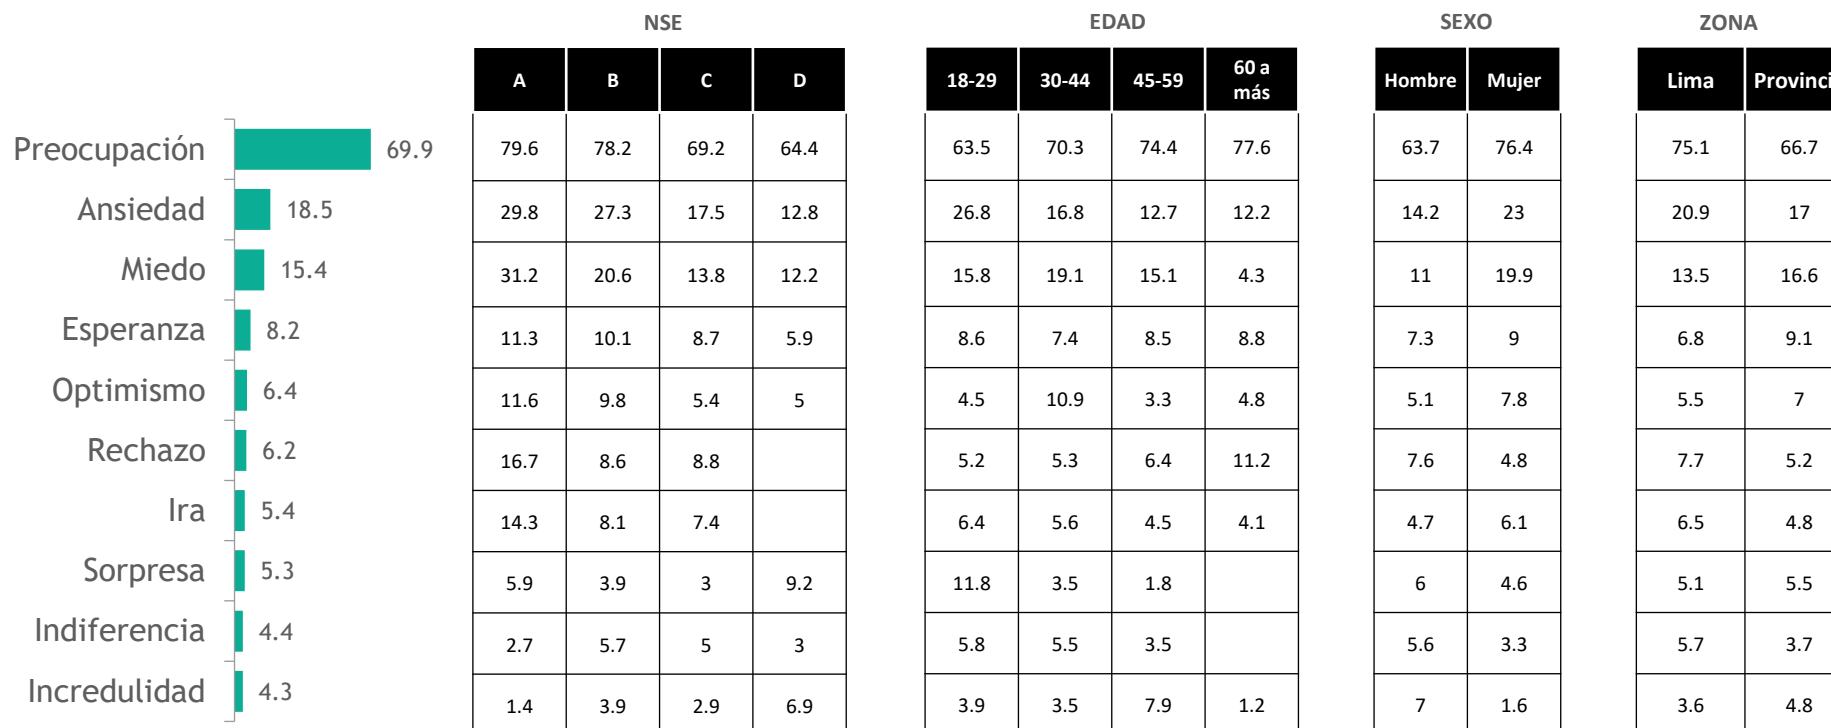 NSE EDAD SEXO ZONA
A B C D 18-29 30-44 45-59 60 a más Hombre Mujer Lima Provinci
Preocupación 69.9 79.6 78.2 69.2 64.4 63.5 70.3 74.4 77.6 63.7 76.4 75.1 66.7
Ansiedad 18.5 29.8 27.3 17.5 12.8 26.8 16.8 12.7 12.2 14.2 23 20.9 17
Miedo 15.4 31.2 20.6 13.8 12.2 15.8 19.1 15.1 4.3 11 19.9 13.5 16.6
Esperanza 8.2 11.3 10.1 8.7 5.9 8.6 7.4 8.5 8.8 7.3 9 6.8 9.1
Optimismo 6.4 11.6 9.8 5.4 5 4.5 10.9 3.3 4.8 5.1 7.8 5.5 7
Rechazo 6.2 16.7 8.6 8.8 5.2 5.3 6.4 11.2 7.6 4.8 7.7 5.2
Ira 5.4 14.3 8.1 7.4 6.4 5.6 4.5 4.1 4.7 6.1 6.5 4.8
Sorpresa 5.3 5.9 3.9 3 9.2 11.8 3.5 1.8 6 4.6 5.1 5.5
Indiferencia 4.4 2.7 5.7 5 3 5.8 5.5 3.5 5.6 3.3 5.7 3.7
Incredulidad 4.3 1.4 3.9 2.9 6.9 3.9 3.5 7.9 1.2 7 1.6 3.6 4.8